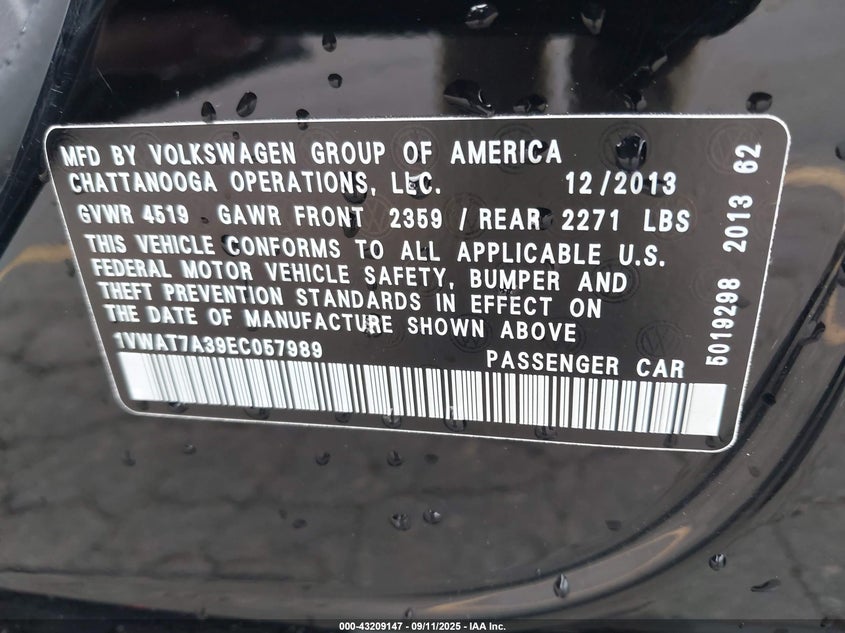 MFD BY VOLKSWAGEN GROUP OF AMERICA
CHATTANOOGA OPERATIONS, LLC. 12/2013
GVWR 4519 GAWR FRONT 2359 / REAR 2271 LBS
THIS VEHICLE CONFORMS TO ALL APPLICABLE U.S.
FEDERAL MOTOR VEHICLE SAFETY, BUMPER AND
THEFT PREVENTION STANDARDS IN EFFECT ON
THE DATE OF MANUFACTURE SHOWN ABOVE
1VWAT7A39EC057989 PASSENGER CAR
5019298 2013 62
000-43209147 - 09/11/2025 - IAA Inc.